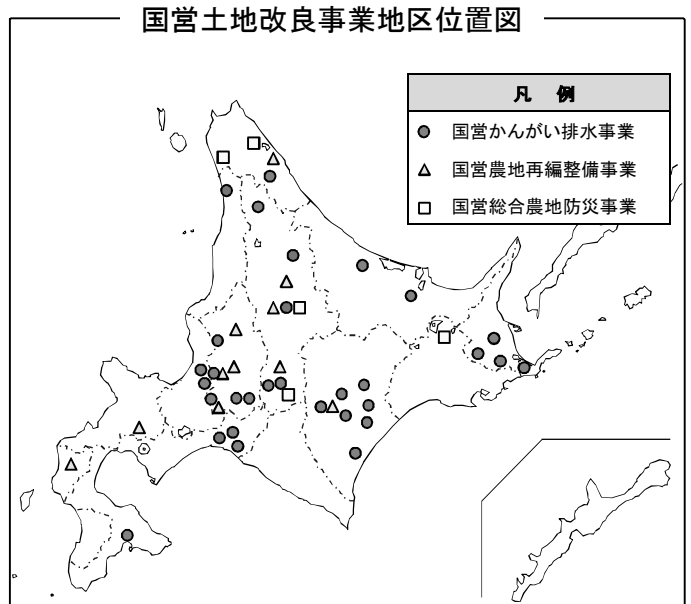 国営土地改良事業地区位置図
凡 例
国営かんがい排水事業
国営農地再編整備事業
国営総合農地防災事業